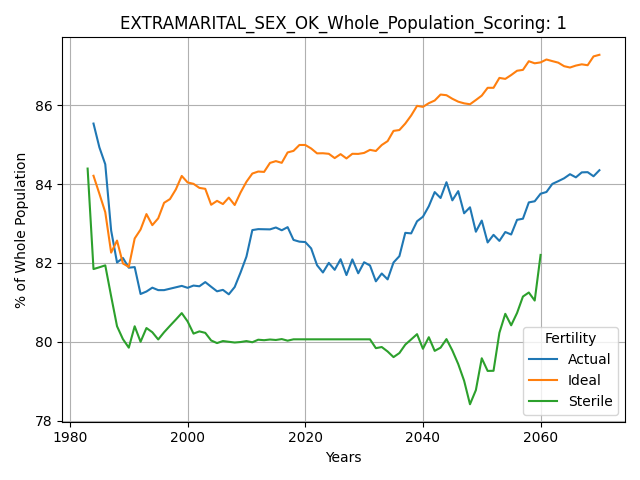 EXTRAMARITAL_SEX_OK_Whole_Population_Scoring: 1
% of Whole Population
86
84
82
80
78
1980
2000
2020
2040
2060
Years
Fertility
Actual
Ideal
Sterile